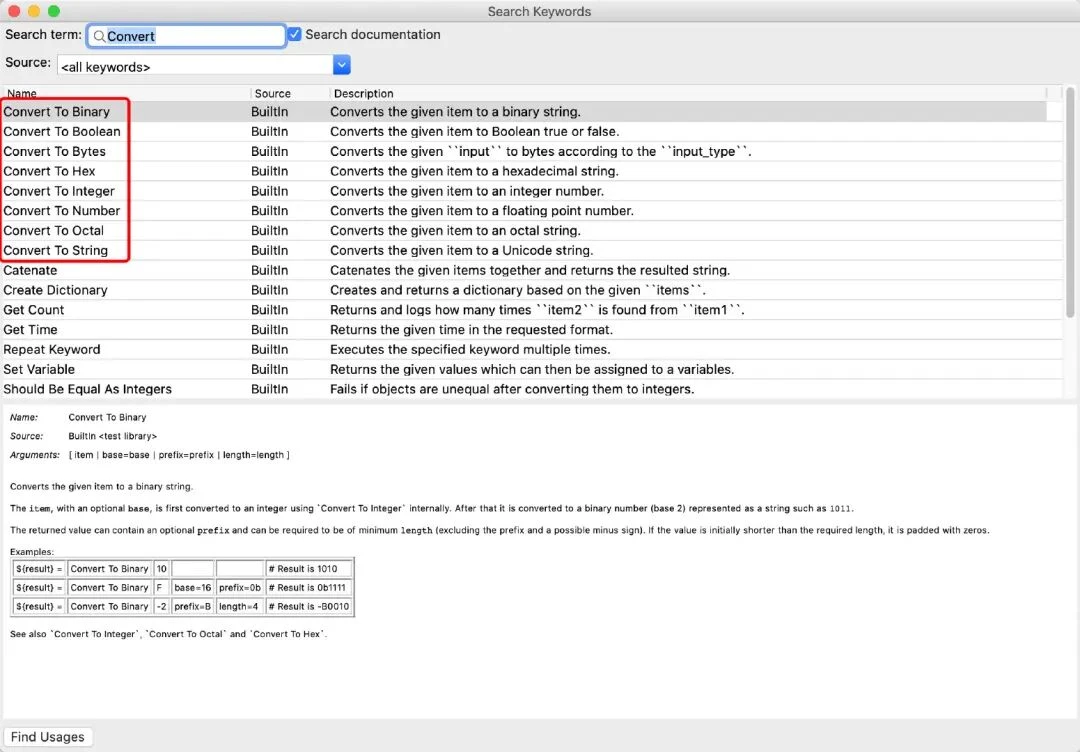 Search Keywords
Search term: Convert Search documentation
Source: <all keywords>
Name Source Description
Convert To Binary BuiltIn Converts the given item to a binary string.
Convert To Boolean BuiltIn Converts the given item to Boolean true or false.
Convert To Bytes BuiltIn Converts the given ``input`` to bytes according to the ``input_type``.
Convert To Hex BuiltIn Converts the given item to a hexadecimal string.
Convert To Integer BuiltIn Converts the given item to an integer number.
Convert To Number BuiltIn Converts the given item to a floating point number.
Convert To Octal BuiltIn Converts the given item to an octal string.
Convert To String BuiltIn Converts the given item to a Unicode string.
Catenate BuiltIn Catenates the given items together and returns the resulted string.
Create Dictionary BuiltIn Creates and returns a dictionary based on the given ``items``.
Get Count BuiltIn Returns and logs how many times ``item2`` is found from ``item1``.
Get Time BuiltIn Returns the given time in the requested format.
Repeat Keyword BuiltIn Executes the specified keyword multiple times.
Set Variable BuiltIn Returns the given values which can then be assigned to a variables.
Should Be Equal As Integers BuiltIn Fails if objects are unequal after converting them to integers.
Name: Convert To Binary
Source: BuiltIn <test library>
Arguments: [ item | base=base | prefix=prefix | length=length ]
Converts the given item to a binary string.
The item, with an optional base, is first converted to an integer using `Convert To Integer` internally. After that it is converted to a binary number (base 2) represented as a string such as 1011.
The returned value can contain an optional prefix and can be required to be of minimum length (excluding the prefix and a possible minus sign). If the value is initially shorter than the required length, it is padded with zeros.
Examples:
${result} = Convert To Binary 10 # Result is 1010
${result} = Convert To Binary F base=16 prefix=0b # Result is 0b1111
${result} = Convert To Binary -2 prefix=B length=4 # Result is -B0010
See also `Convert To Integer`, `Convert To Octal` and `Convert To Hex`.
Find Usages